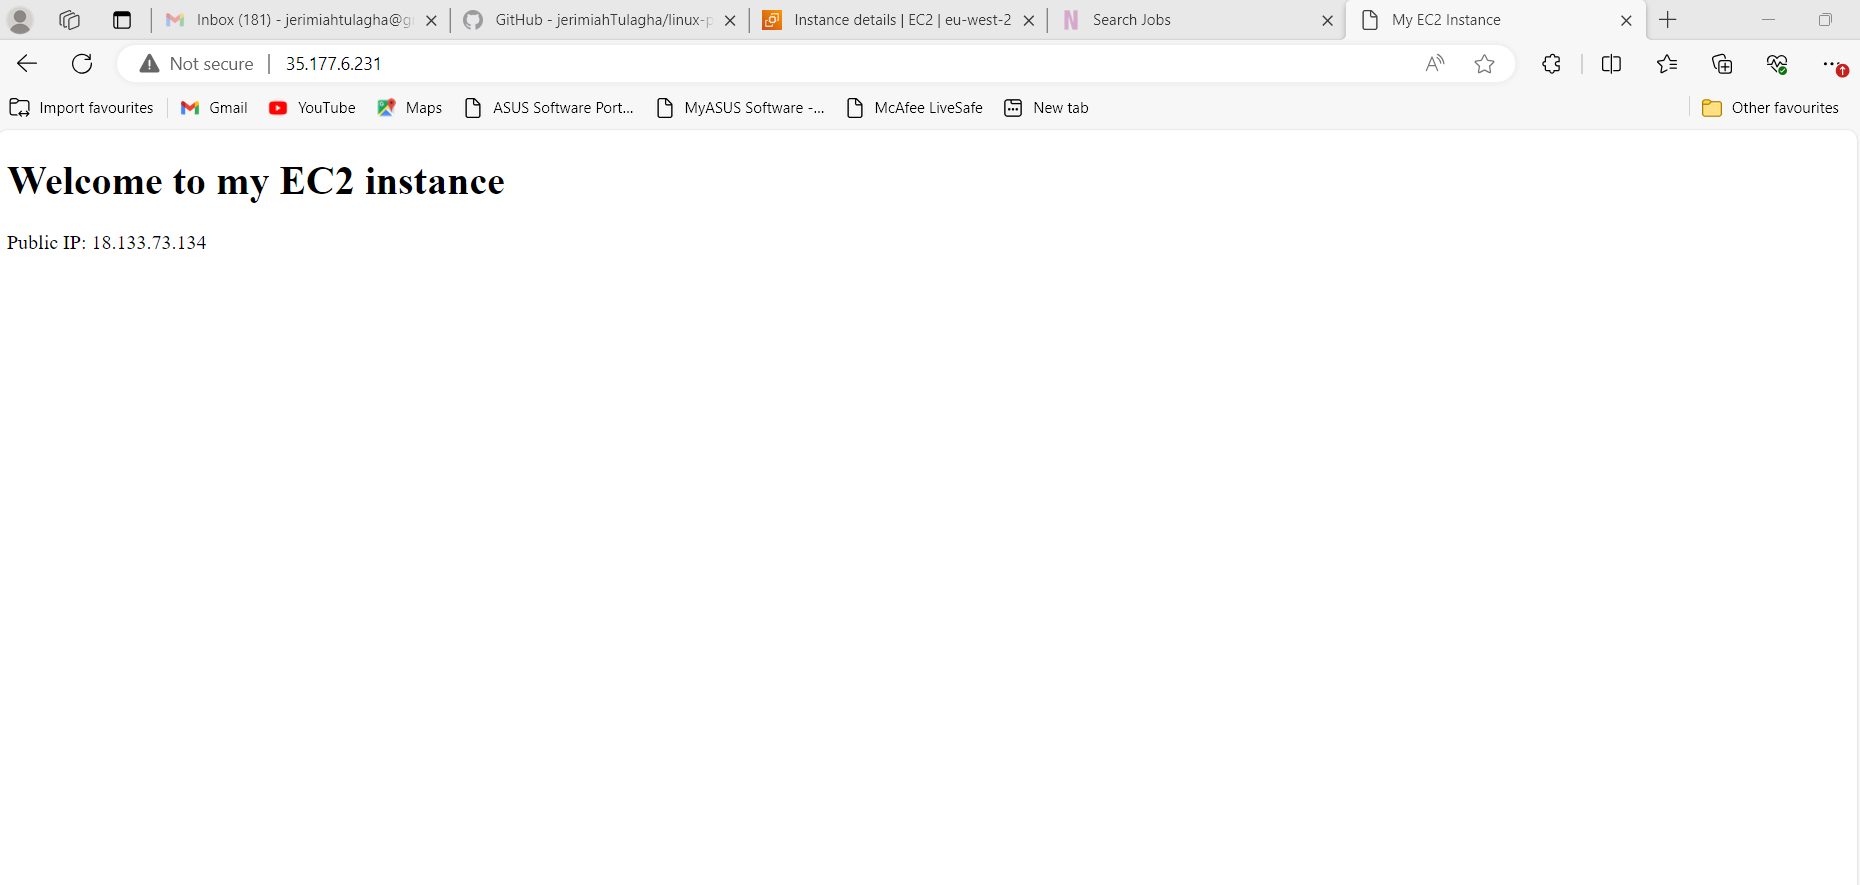 Inbox (181) - jerimiahtulagha@g
GitHub - jerimiahTulagha/linux-p
Instance details | EC2 | eu-west-2
N Search Jobs
My EC2 Instance
Not secure
35.177.6.231
Import favourites
Gmail
YouTube
Maps
ASUS Software Port...
MyASUS Software -...
McAfee LiveSafe
New tab
Other favourites
Welcome to my EC2 instance
Public IP: 18.133.73.134